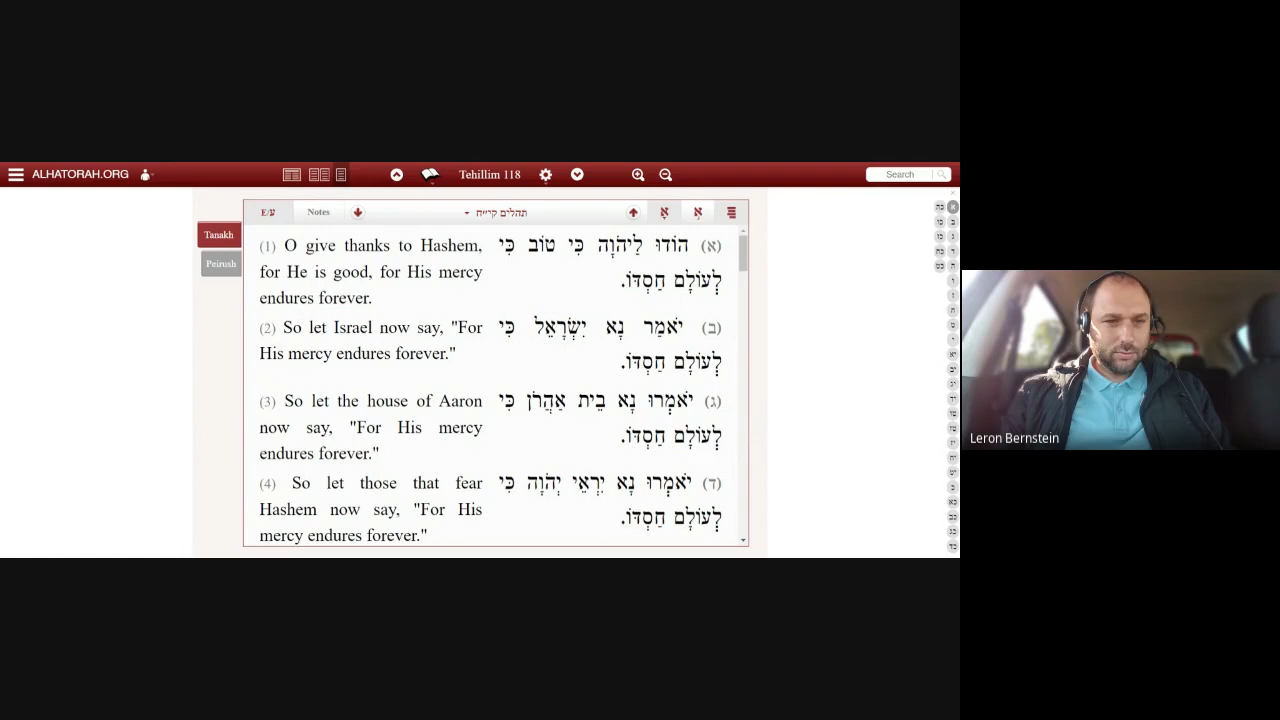 ALHATORAH.ORG
Tehillim 118
Search
ע/E
Notes
תהלים קי״ח
אָ
אְ
Tanakh
Peirush
(1) O give thanks to Hashem,
for He is good, for His mercy
endures forever.
(2) So let Israel now say, "For
His mercy endures forever."
(3) So let the house of Aaron
now say, "For His mercy
endures forever."
(4) So let those that fear
Hashem now say, "For His
mercy endures forever."
(א) הוֹדוּ לַיהֹוָה כִּי טוֹב כִּי
לְעוֹלָם חַסְדּוֹ.
(ב) יֹאמַר נָא יִשְׂרָאֵל כִּי
לְעוֹלָם חַסְדּוֹ.
(ג) יֹאמְרוּ נָא בֵית אַהֲרֹן כִּי
לְעוֹלָם חַסְדּוֹ.
(ד) יֹאמְרוּ נָא יִרְאֵי יְהֹוָה כִּי
לְעוֹלָם חַסְדּוֹ.
Leron Bernstein